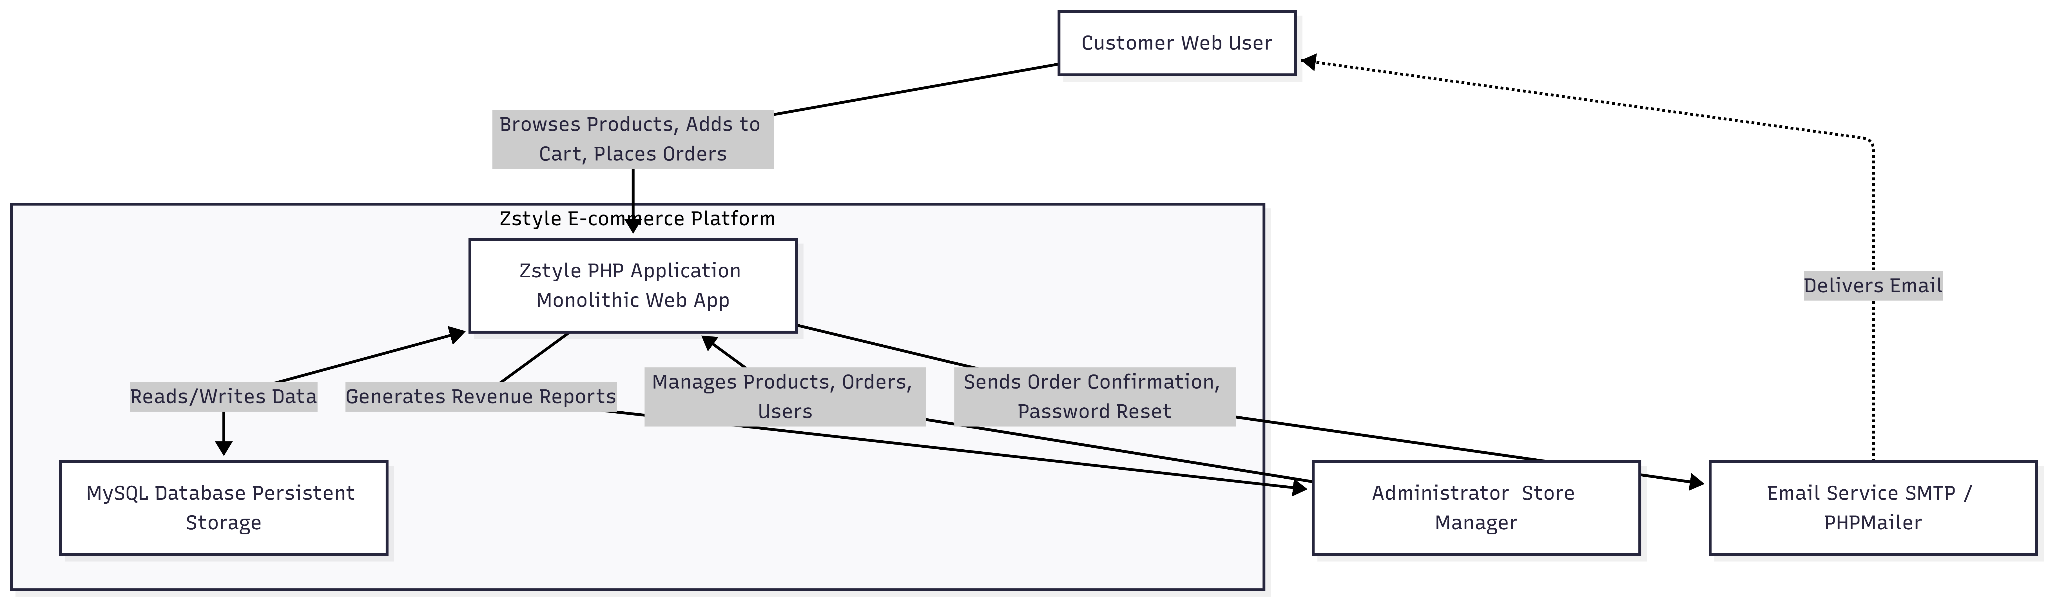 Customer Web User
Browses Products, Adds to
Cart, Places Orders
Zstyle E-commerce Platform
Zstyle PHP Application
Monolithic Web App
Delivers Email
Reads/Writes Data
Generates Revenue Reports
Manages Products, Orders,
Users
Sends Order Confirmation,
Password Reset
MySQL Database Persistent
Storage
Administrator  Store
Manager
Email Service SMTP /
PHPMailer